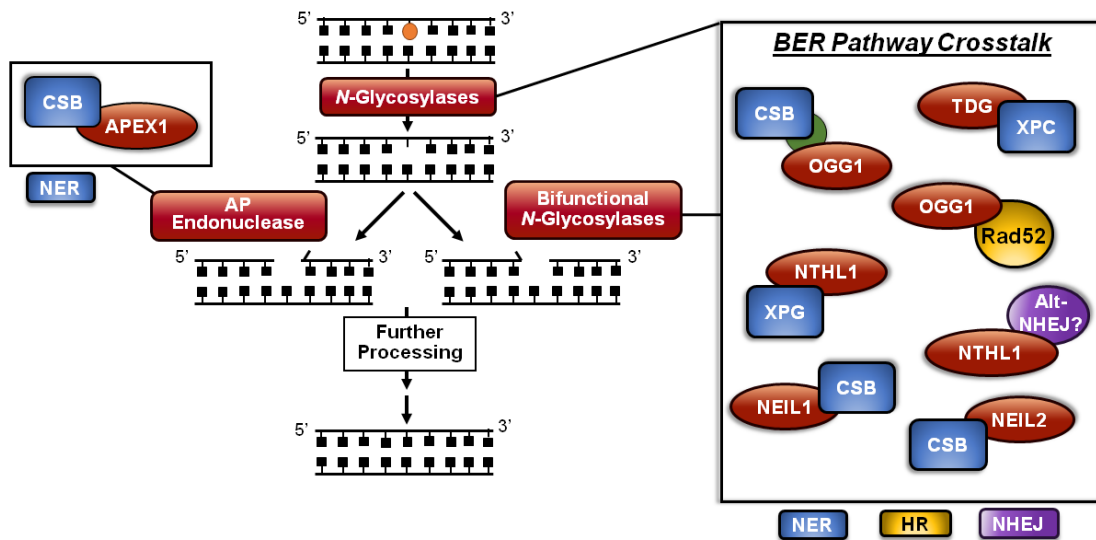 5’ 3’
N-Glycosylases
5’ 3’
CSB
APEX1
NER
AP
Endonuclease
Bifunctional
N-Glycosylases
5’ 3’
5’ 3’
Further
Processing
5’ 3’
BER Pathway Crosstalk
CSB
OGG1
TDG
XPC
OGG1
Rad52
NTHL1
XPG
Alt-
NHEJ?
NTHL1
NEIL1
CSB
CSB
NEIL2
NER HR NHEJ